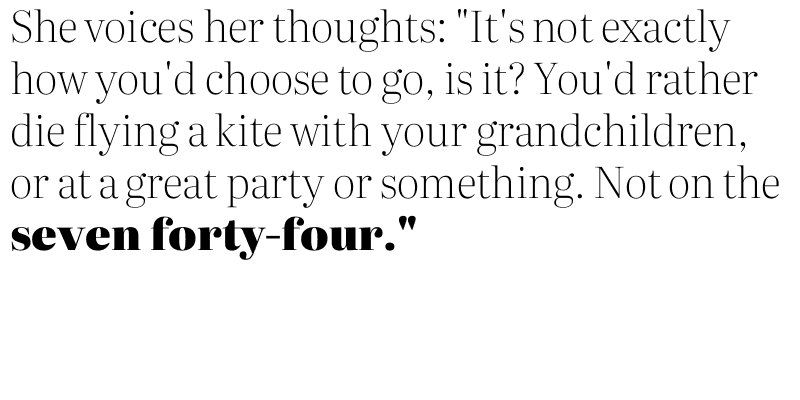 She voices her thoughts: "It's not exactly
how you'd choose to go, is it? You'd rather
die flying a kite with your grandchildren,
or at a great party or something. Not on the
seven forty-four."